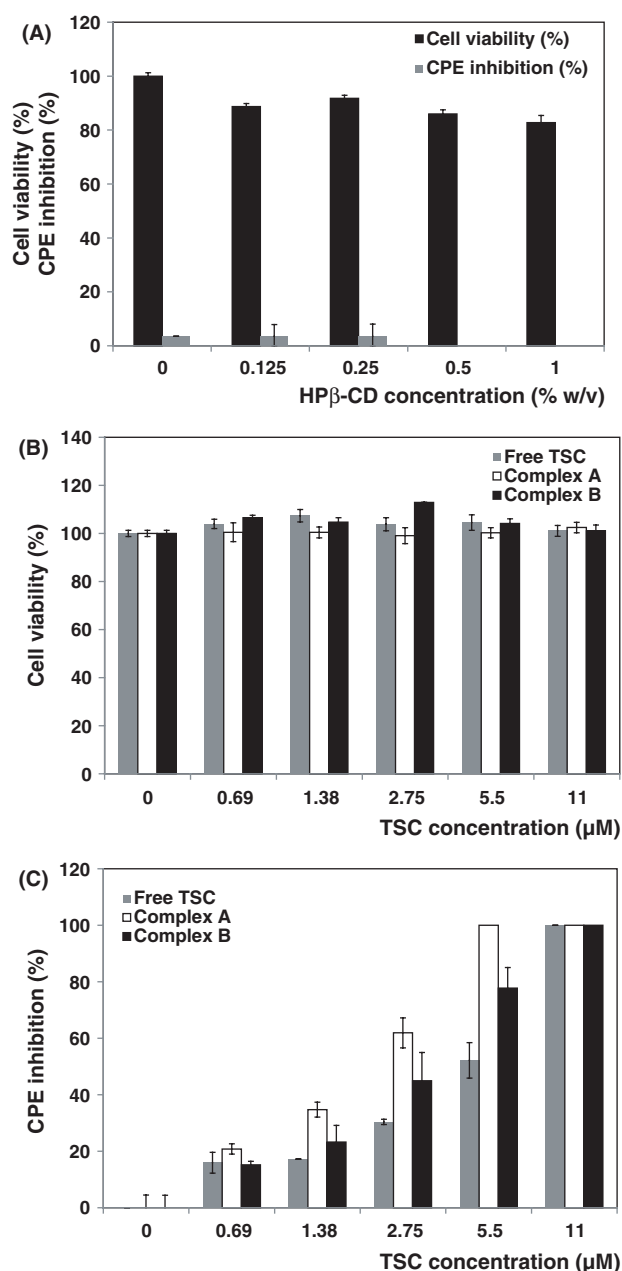 (A)
120
100
80
60
40
20
0
Cell viability (%)
CPE inhibition (%)
Cell viability (%)
CPE inhibition (%)
0 0.125 0.25 0.5 1
HPβ-CD concentration (% w/v)
(B)
140
120
100
80
60
40
20
0
Cell viability (%)
Free TSC
Complex A
Complex B
0 0.69 1.38 2.75 5.5 11
TSC concentration (μM)
(C)
120
100
80
60
40
20
0
CPE inhibition (%)
Free TSC
Complex A
Complex B
0 0.69 1.38 2.75 5.5 11
TSC concentration (μM)